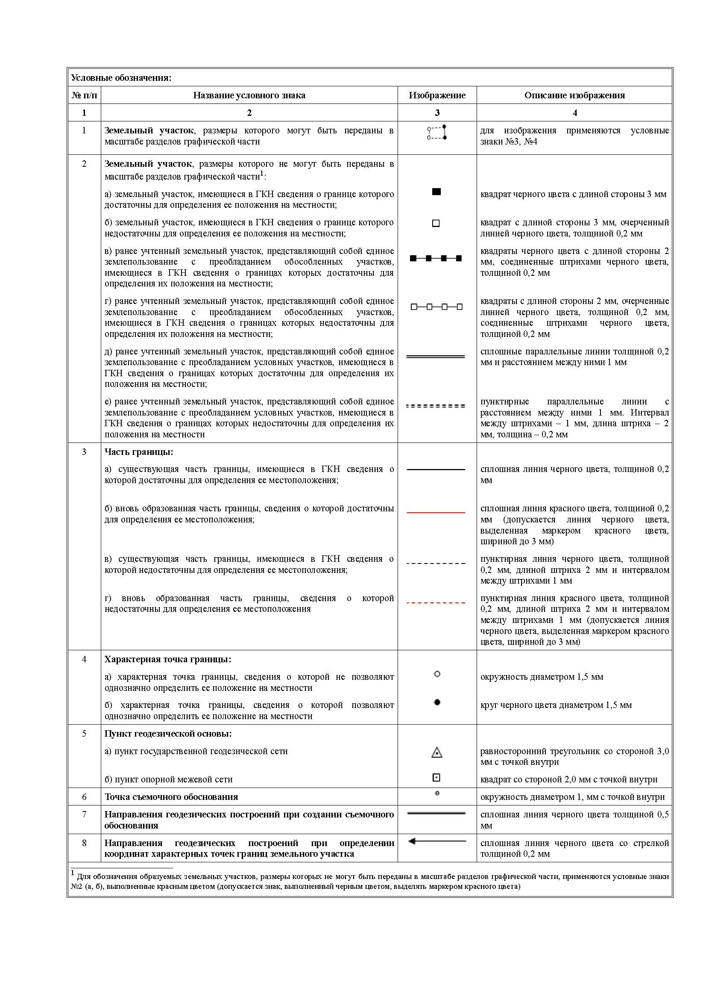 Условные обозначения:
№ п/п Название условного знака Изображение Описание изображения
1 2 3 4
1 Земельный участок, размеры которого могут быть переданы в
масштабе разделов графической части
для изображения применяются условные
знаки №3, №4
2 Земельный участок, размеры которого не могут быть переданы в
масштабе разделов графической части1:
а) земельный участок, имеющиеся в ГКН сведения о границе которого
достаточны для определения ее положения на местности;
квадрат черного цвета с длиной стороны 3 мм
б) земельный участок, имеющиеся в ГКН сведения о границе которого
недостаточны для определения ее положения на местности;
квадрат с длиной стороны 3 мм, очерченный
линией черного цвета, толщиной 0,2 мм
в) ранее учтенный земельный участок, представляющий собой единое
землепользование с преобладанием обособленных участков,
имеющиеся в ГКН сведения о границах которых достаточны для
определения их положения на местности;
квадраты черного цвета с длиной стороны 2
мм, соединенные штрихами черного цвета,
толщиной 0,2 мм
г) ранее учтенный земельный участок, представляющий собой единое
землепользование с преобладанием обособленных участков,
имеющиеся в ГКН сведения о границах которых недостаточны для
определения их положения на местности;
квадраты с длиной стороны 2 мм, очерченные
линией черного цвета, толщиной 0,2 мм,
соединенные штрихами черного цвета,
толщиной 0,2 мм
д) ранее учтенный земельный участок, представляющий собой единое
землепользование с преобладанием условных участков, имеющиеся в
ГКН сведения о границах которых достаточны для определения их
положения на местности;
сплошные параллельные линии толщиной 0,2
мм и расстоянием между ними 1 мм
е) ранее учтенный земельный участок, представляющий собой единое
землепользование с преобладанием условных участков, имеющиеся в
ГКН сведения о границах которых недостаточны для определения их
положения на местности
пунктирные параллельные линии с
расстоянием между ними 1 мм. Интервал
между штрихами – 1 мм, длина штриха – 2
мм, толщина – 0,2 мм
3 Часть границы:
а) существующая часть границы, имеющиеся в ГКН сведения о
которой достаточны для определения ее местоположения;
сплошная линия черного цвета, толщиной 0,2
мм
б) вновь образованная часть границы, сведения о которой достаточны
для определения ее местоположения;
сплошная линия красного цвета, толщиной 0,2
мм (допускается линия черного цвета,
выделенная маркером красного цвета,
шириной до 3 мм)
в) существующая часть границы, имеющиеся в ГКН сведения о
которой недостаточны для определения ее местоположения;
пунктирная линия черного цвета, толщиной
0,2 мм, длиной штриха 2 мм и интервалом
между штрихами 1 мм
г) вновь образованная часть границы, сведения о которой
недостаточны для определения ее местоположения
пунктирная линия красного цвета, толщиной
0,2 мм, длиной штриха 2 мм и интервалом
между штрихами 1 мм (допускается линия
черного цвета, выделенная маркером красного
цвета, шириной до 3 мм)
4 Характерная точка границы:
а) характерная точка границы, сведения о которой не позволяют
однозначно определить ее положение на местности
окружность диаметром 1,5 мм
б) характерная точка границы, сведения о которой позволяют
однозначно определить ее положение на местности
круг черного цвета диаметром 1,5 мм
5 Пункт геодезической основы:
а) пункт государственной геодезической сети
равносторонний треугольник со стороной 3,0
мм с точкой внутри
б) пункт опорной межевой сети
квадрат со стороной 2,0 мм с точкой внутри
6 Точка съемочного обоснования
окружность диаметром 1, мм с точкой внутри
7 Направления геодезических построений при создании съемочного
обоснования
сплошная линия черного цвета толщиной 0,5
мм
8 Направления геодезических построений при определении
координат характерных точек границ земельного участка
сплошная линия черного цвета со стрелкой
толщиной 0,2 мм
1 Для обозначения образуемых земельных участков, размеры которых не могут быть переданы в масштабе разделов графической части, применяются условные знаки
№2 (а, б), выполненные красным цветом (допускается знак, выполненный черным цветом, выделять маркером красного цвета)